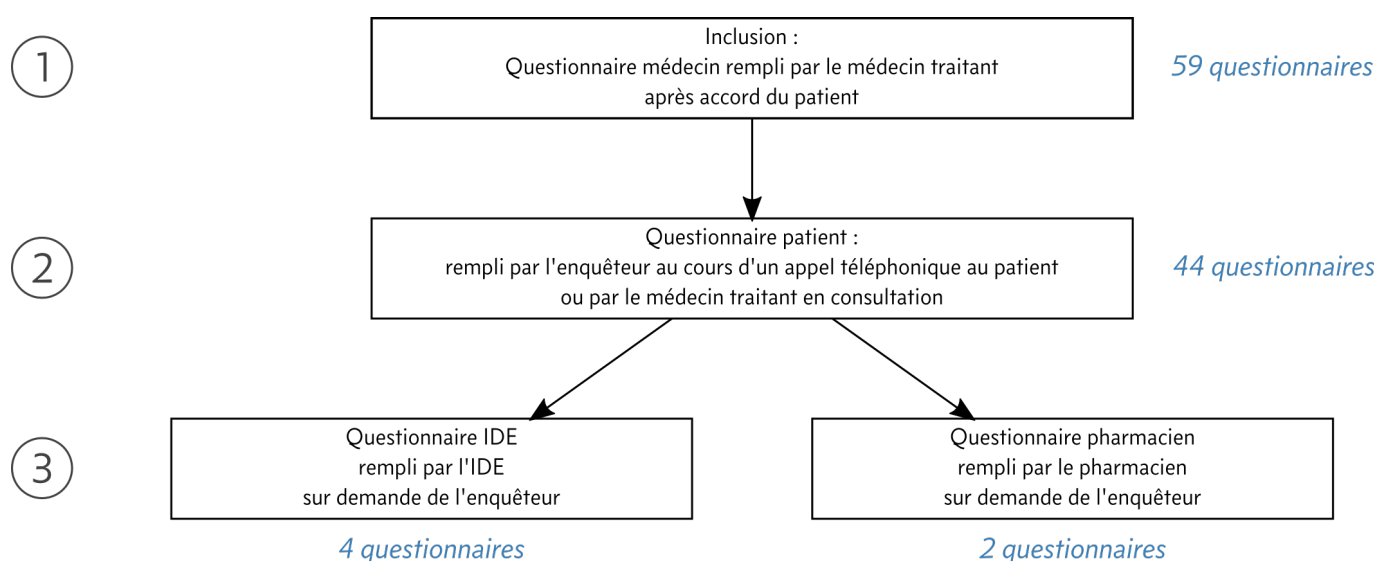 1
Inclusion :
Questionnaire médecin rempli par le médecin traitant
après accord du patient
59 questionnaires
2
Questionnaire patient :
rempli par l'enquêteur au cours d'un appel téléphonique au patient
ou par le médecin traitant en consultation
44 questionnaires
3
Questionnaire IDE
rempli par l'IDE
sur demande de l'enquêteur
4 questionnaires
Questionnaire pharmacien
rempli par le pharmacien
sur demande de l'enquêteur
2 questionnaires